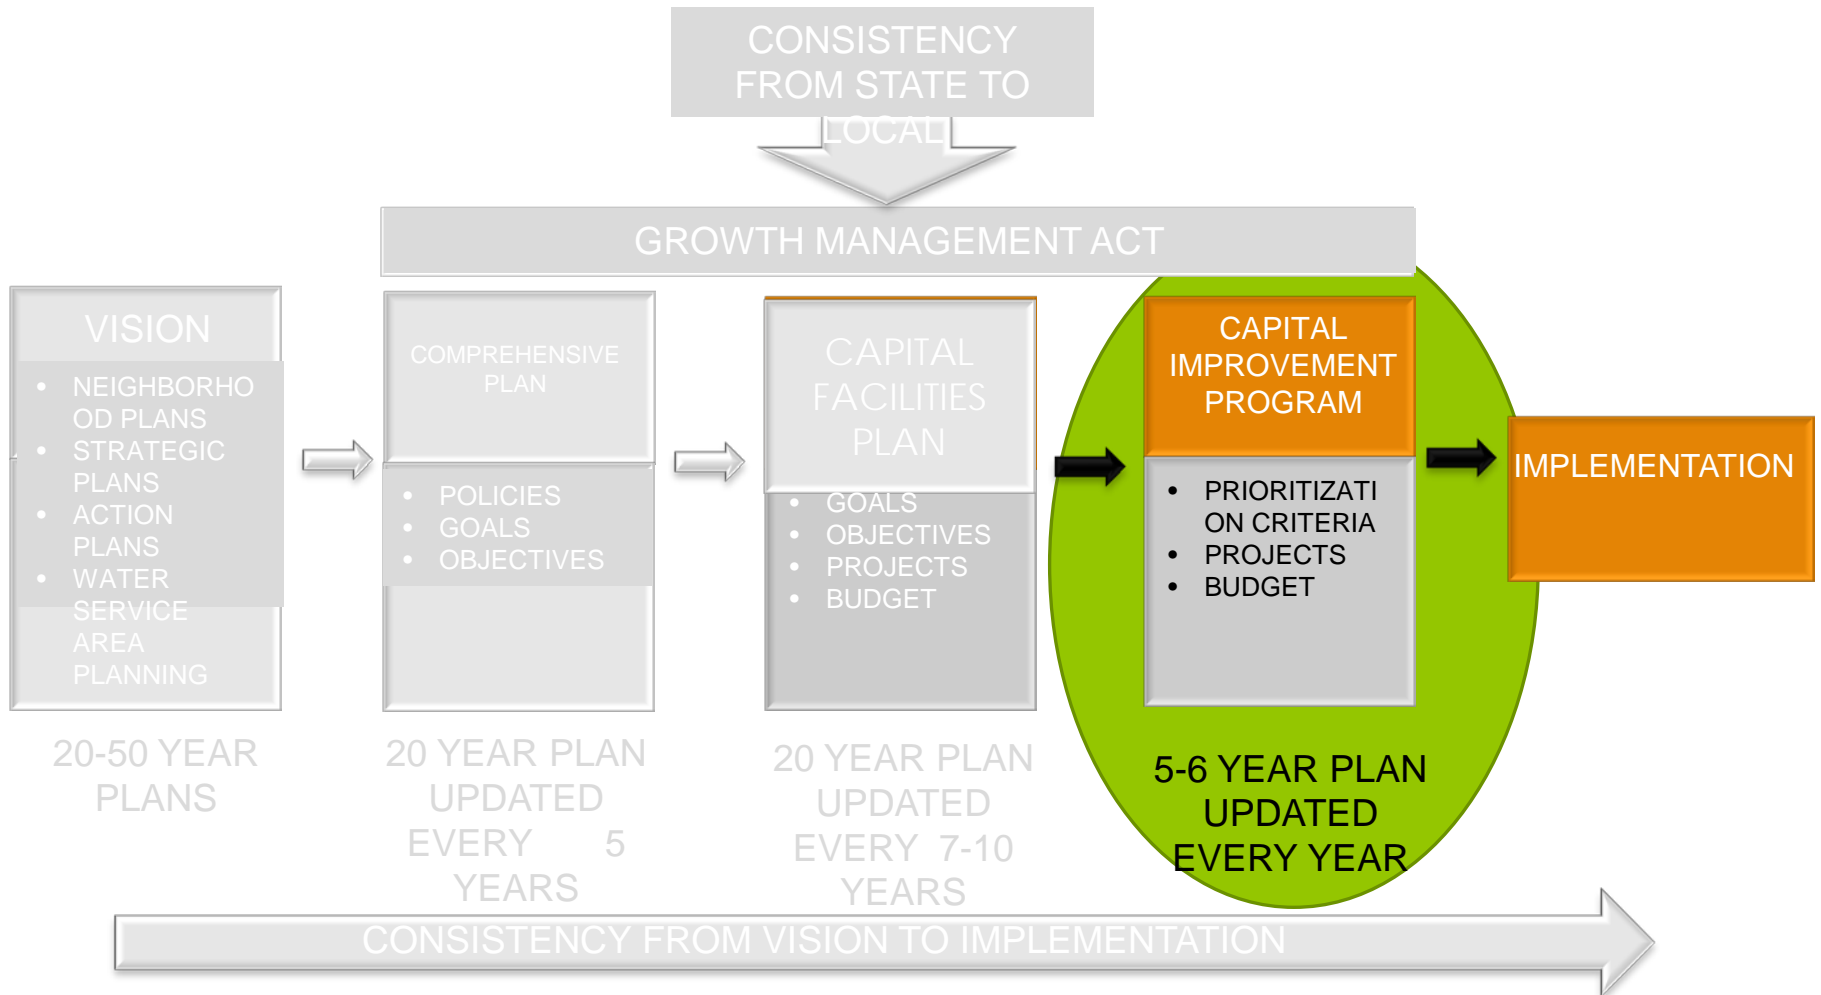 CONSISTENCY
FROM STATE TO
LOCAL
GROWTH MANAGEMENT ACT
VISION
• NEIGHBORHO
OD PLANS
• STRATEGIC
PLANS
• ACTION
PLANS
• WATER
SERVICE
AREA
PLANNING
20-50 YEAR
PLANS
COMPREHENSIVE
PLAN
• POLICIES
• GOALS
• OBJECTIVES
20 YEAR PLAN
UPDATED
EVERY 5
YEARS
CAPITAL
FACILITIES
PLAN
• GOALS
• OBJECTIVES
• PROJECTS
• BUDGET
20 YEAR PLAN
UPDATED
EVERY 7-10
YEARS
CAPITAL
IMPROVEMENT
PROGRAM
• PRIORITIZATI
ON CRITERIA
• PROJECTS
• BUDGET
5-6 YEAR PLAN
UPDATED
EVERY YEAR
IMPLEMENTATION
CONSISTENCY FROM VISION TO IMPLEMENTATION